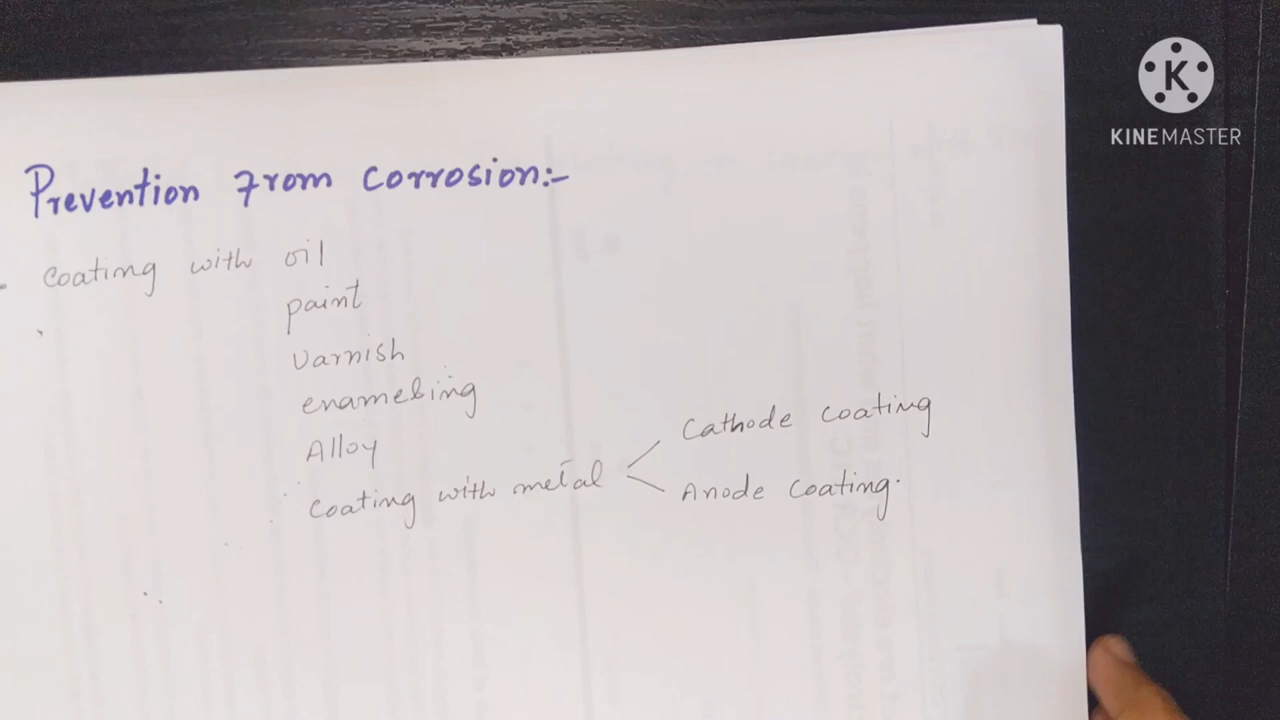 K
KINEMASTER
Prevention from corrosion:-
Coating with oil
paint
varnish
enameling
Alloy
Coating with metal
Cathode coating
Anode coating.